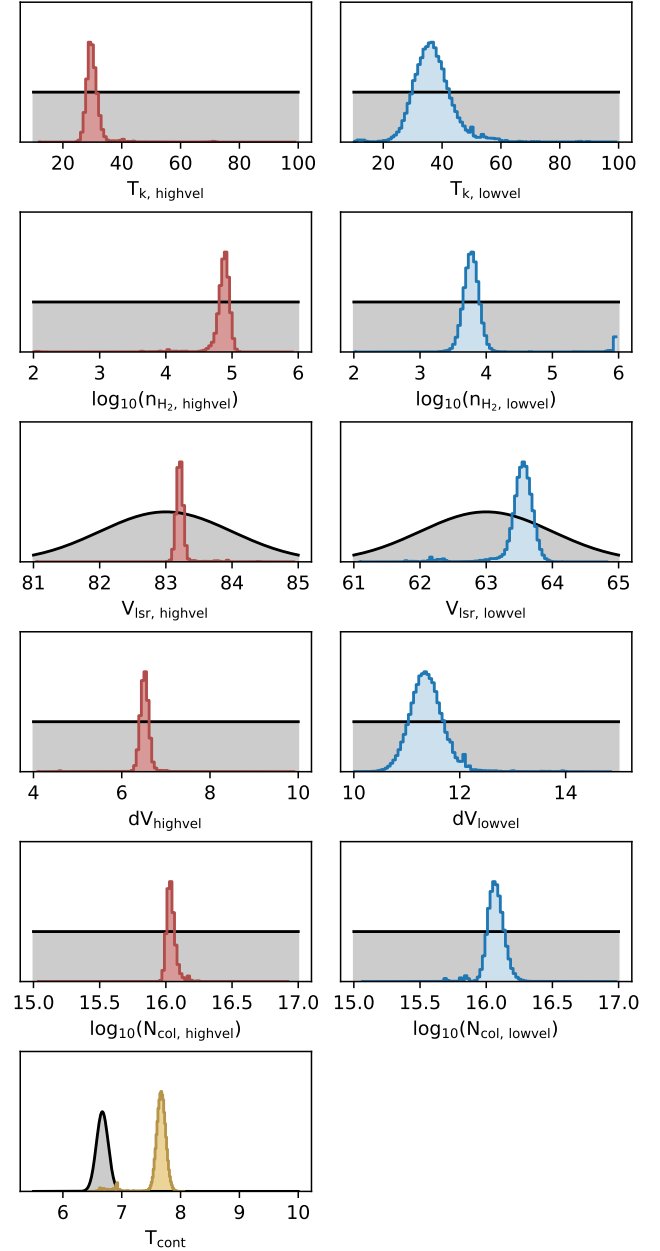 20 40 60 80 100
T_k, highvel
20 40 60 80 100
T_k, lowvel
2 3 4 5 6
log₁₀(n_H₂, highvel)
2 3 4 5 6
log₁₀(n_H₂, lowvel)
81 82 83 84 85
V_lsr, highvel
61 62 63 64 65
V_lsr, lowvel
4 6 8 10
dV_highvel
10 12 14
dV_lowvel
15.0 15.5 16.0 16.5 17.0
log₁₀(N_col, highvel)
15.0 15.5 16.0 16.5 17.0
log₁₀(N_col, lowvel)
6 7 8 9 10
T_cont